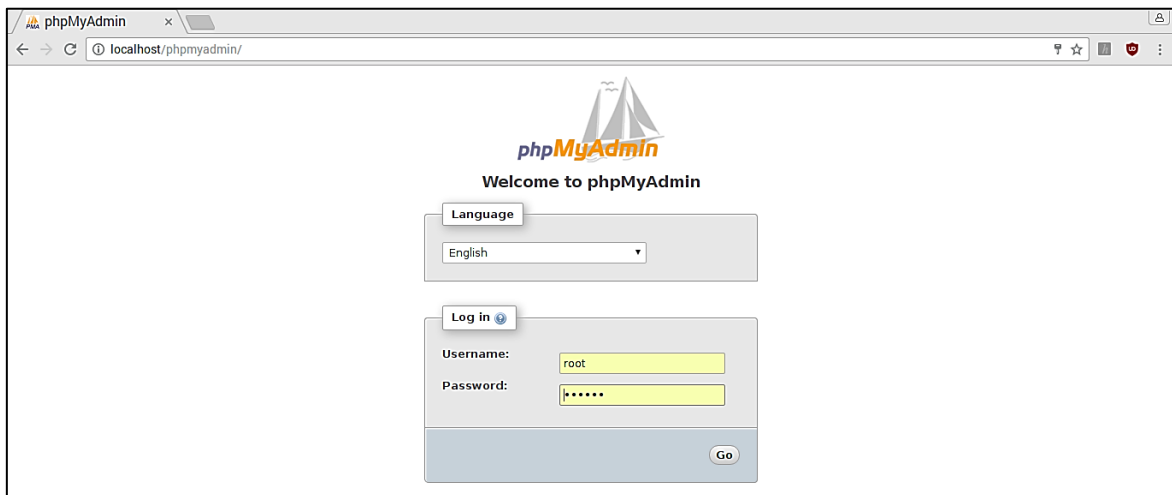 phpMyAdmin
localhost/phpmyadmin/
phpMyAdmin
Welcome to phpMyAdmin
Language
English
Log in
Username:
root
Password:
••••••
Go